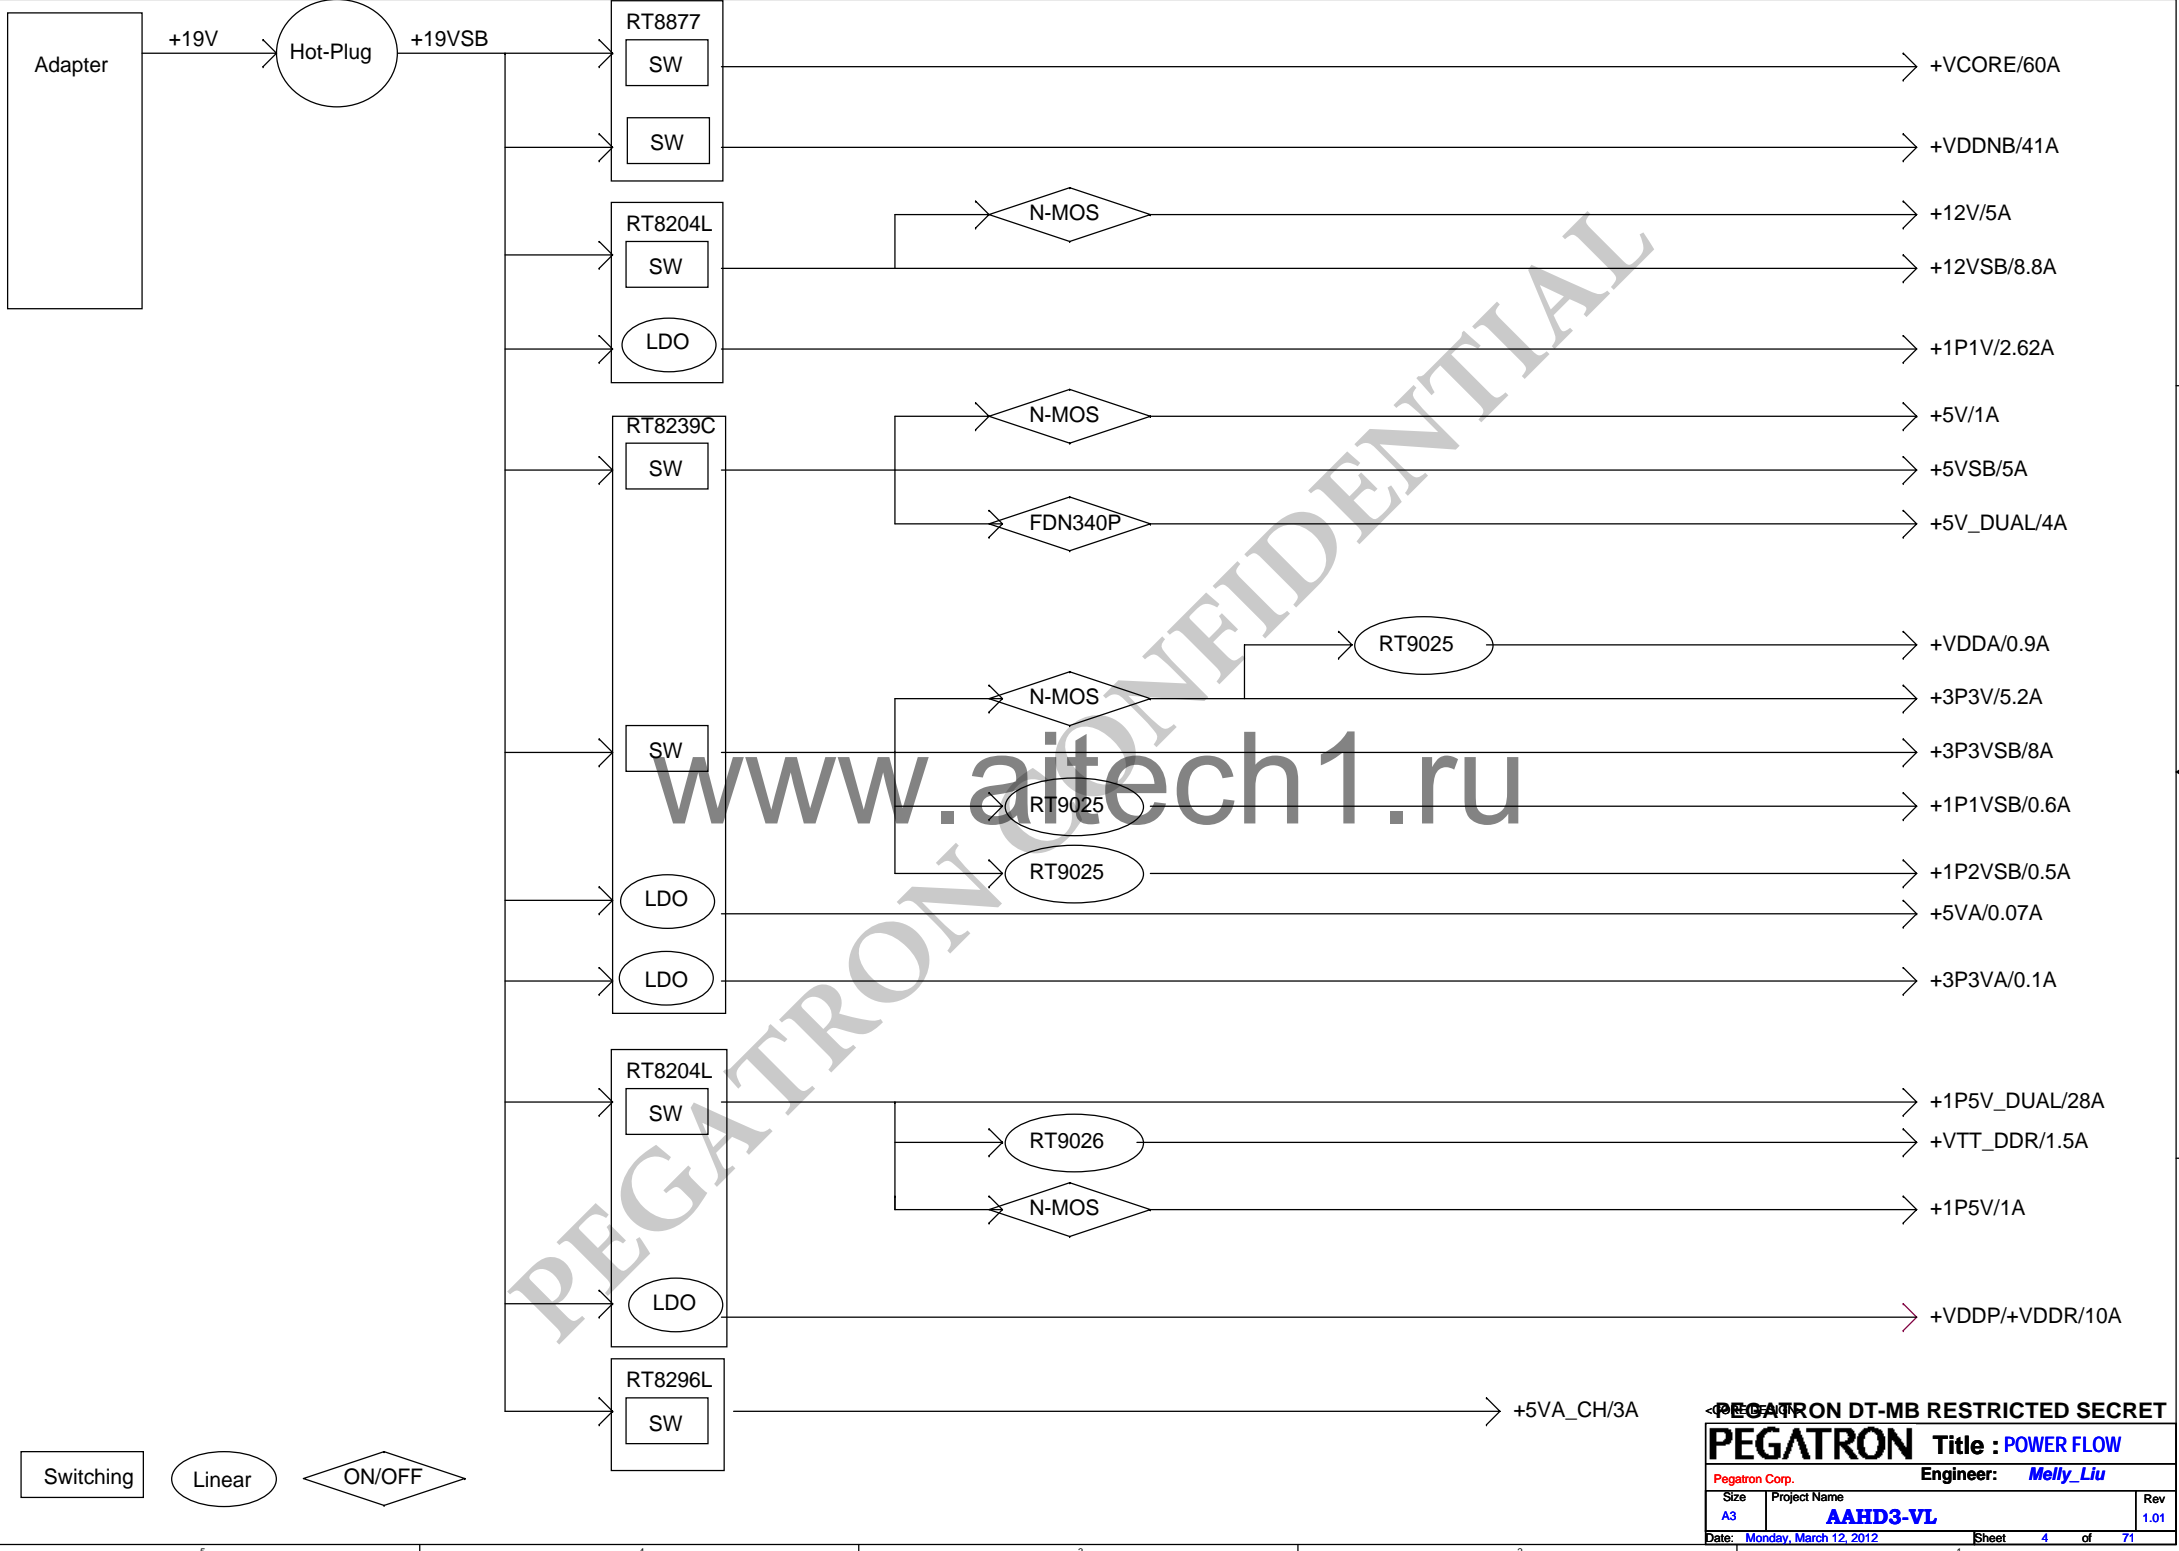 Adapter
+19V
Hot-Plug
+19VSB
RT8877
SW
+VCORE/60A
SW
+VDDNB/41A
RT8204L
N-MOS
+12V/5A
SW
+12VSB/8.8A
LDO
+1P1V/2.62A
RT8239C
N-MOS
+5V/1A
SW
+5VSB/5A
FDN340P
+5V_DUAL/4A
RT9025
+VDDA/0.9A
N-MOS
+3P3V/5.2A
SW
+3P3VSB/8A
RT9025
+1P1VSB/0.6A
RT9025
+1P2VSB/0.5A
LDO
+5VA/0.07A
LDO
+3P3VA/0.1A
RT8204L
SW
+1P5V_DUAL/28A
RT9026
+VTT_DDR/1.5A
N-MOS
+1P5V/1A
LDO
+VDDP/+VDDR/10A
RT8296L
SW
+5VA_CH/3A
PEGATRON CONFIDENTIAL
www.aitech1.ru
Switching
Linear
ON/OFF
<CORE DESIGN>
PEGATRON DT-MB RESTRICTED SECRET
PEGATRON
Title : POWER FLOW
Pegatron Corp.
Engineer: Melly_Liu
Size
Project Name
Rev
A3
AAHD3-VL
1.01
Date: Monday, March 12, 2012
Sheet 4 of 71